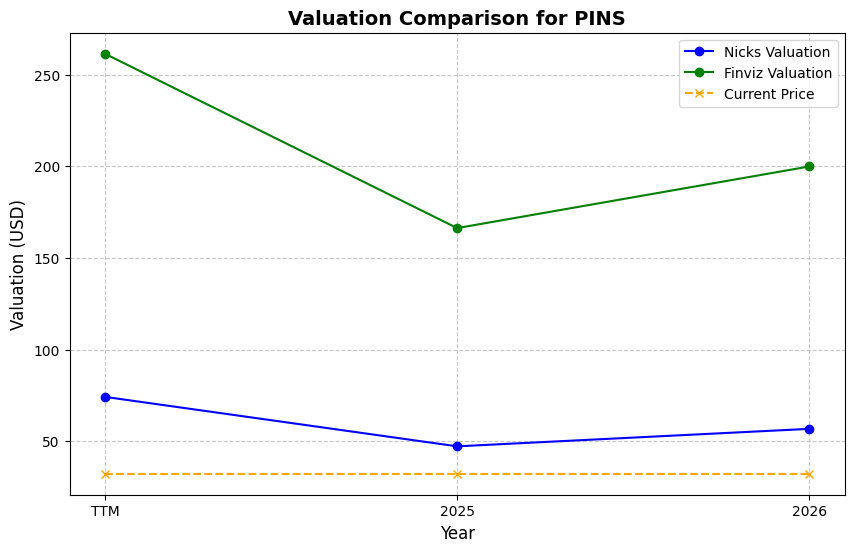 Valuation Comparison for PINS
Nicks Valuation
Finviz Valuation
Current Price
Valuation (USD)
250
200
150
100
50
TTM
2025
2026
Year